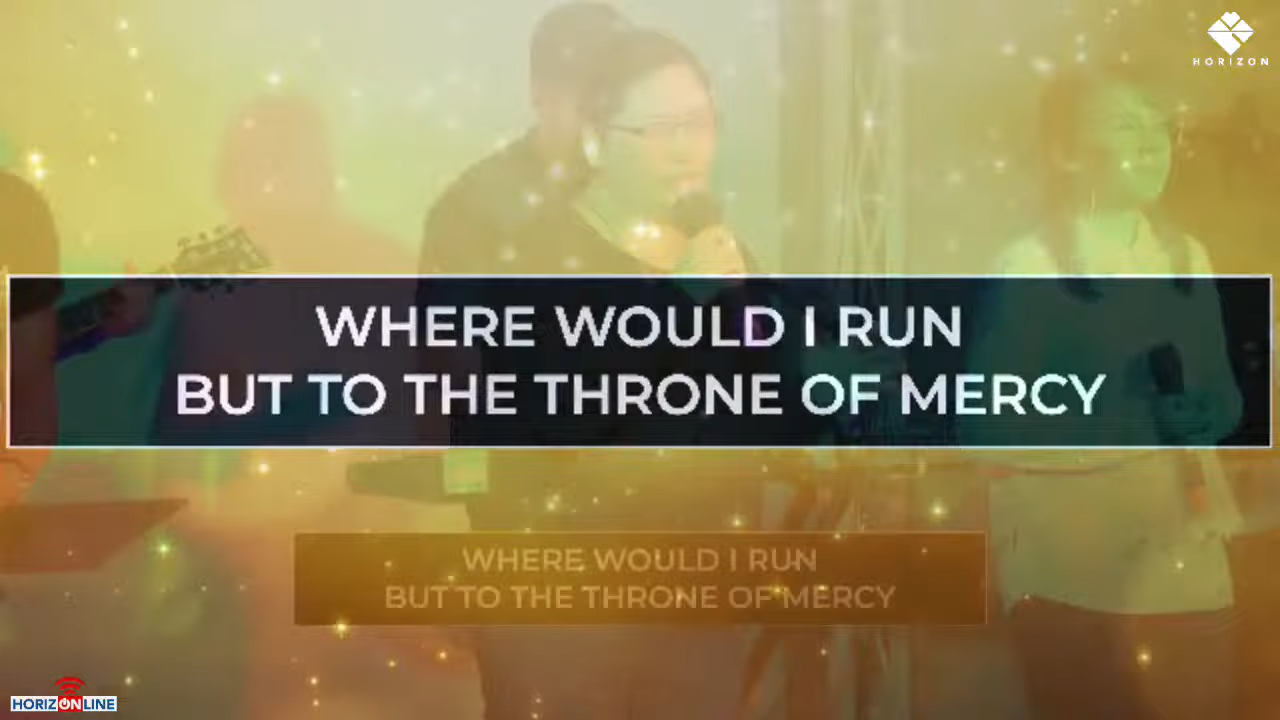 HORIZON
WHERE WOULD I RUN
BUT TO THE THRONE OF MERCY
WHERE WOULD I RUN
BUT TO THE THRONE OF MERCY
HORIZONLINE